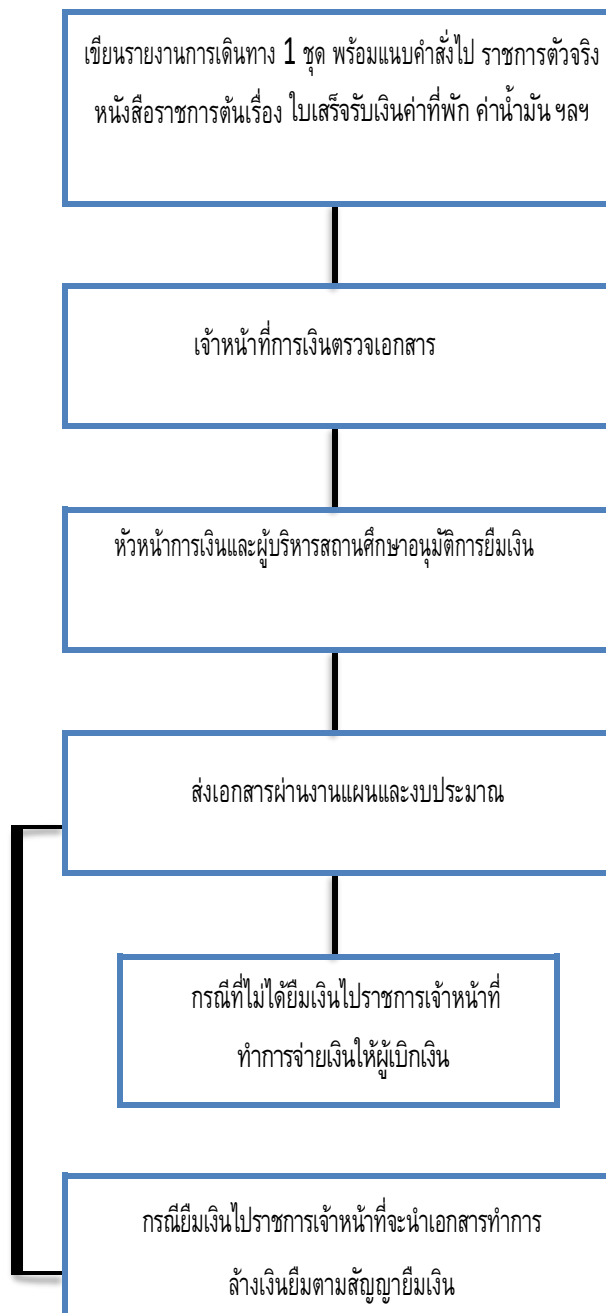 เขียนรายงานการเดินทาง 1 ชุด พร้อมแนบคำสั่งไป ราชการตัวจริง
หนังสือราชการต้นเรื่อง ใบเสร็จรับเงินค่าที่พัก ค่าน้ำมัน ฯลฯ
เจ้าหน้าที่การเงินตรวจเอกสาร
หัวหน้าการเงินและผู้บริหารสถานศึกษาอนุมัติการยืมเงิน
ส่งเอกสารผ่านงานแผนและงบประมาณ
กรณีที่ไม่ได้ยืมเงินไปราชการเจ้าหน้าที่
ทำการจ่ายเงินให้ผู้เบิกเงิน
กรณียืมเงินไปราชการเจ้าหน้าที่จะนำเอกสารทำการ
ล้างเงินยืมตามสัญญายืมเงิน